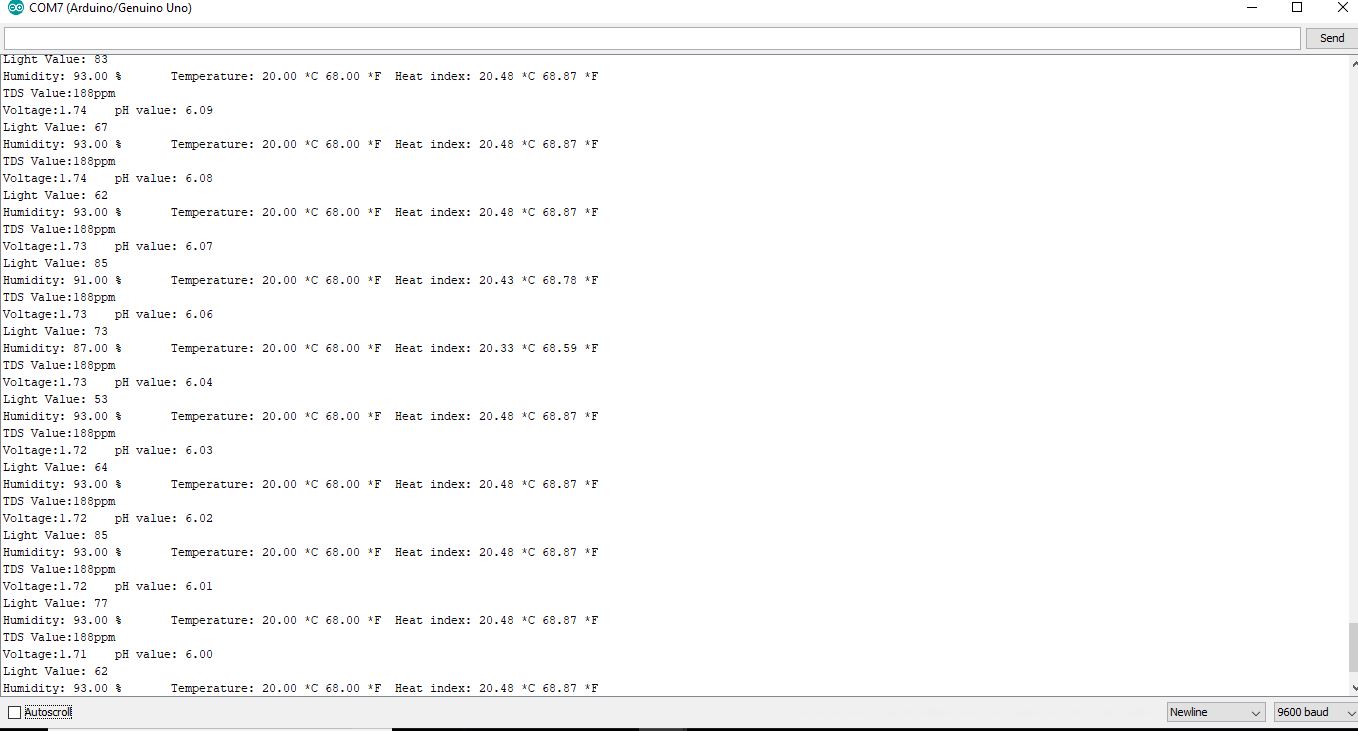 COM7 (Arduino/Genuino Uno)
Send
Light Value: 83
Humidity: 93.00 % Temperature: 20.00 *C 68.00 *F Heat index: 20.48 *C 68.87 *F
TDS Value:188ppm
Voltage:1.74 pH value: 6.09
Light Value: 67
Humidity: 93.00 % Temperature: 20.00 *C 68.00 *F Heat index: 20.48 *C 68.87 *F
TDS Value:188ppm
Voltage:1.74 pH value: 6.08
Light Value: 62
Humidity: 93.00 % Temperature: 20.00 *C 68.00 *F Heat index: 20.48 *C 68.87 *F
TDS Value:188ppm
Voltage:1.73 pH value: 6.07
Light Value: 85
Humidity: 91.00 % Temperature: 20.00 *C 68.00 *F Heat index: 20.43 *C 68.78 *F
TDS Value:188ppm
Voltage:1.73 pH value: 6.06
Light Value: 73
Humidity: 87.00 % Temperature: 20.00 *C 68.00 *F Heat index: 20.33 *C 68.59 *F
TDS Value:188ppm
Voltage:1.73 pH value: 6.04
Light Value: 53
Humidity: 93.00 % Temperature: 20.00 *C 68.00 *F Heat index: 20.48 *C 68.87 *F
TDS Value:188ppm
Voltage:1.72 pH value: 6.03
Light Value: 64
Humidity: 93.00 % Temperature: 20.00 *C 68.00 *F Heat index: 20.48 *C 68.87 *F
TDS Value:188ppm
Voltage:1.72 pH value: 6.02
Light Value: 85
Humidity: 93.00 % Temperature: 20.00 *C 68.00 *F Heat index: 20.48 *C 68.87 *F
TDS Value:188ppm
Voltage:1.72 pH value: 6.01
Light Value: 77
Humidity: 93.00 % Temperature: 20.00 *C 68.00 *F Heat index: 20.48 *C 68.87 *F
TDS Value:188ppm
Voltage:1.71 pH value: 6.00
Light Value: 62
Humidity: 93.00 % Temperature: 20.00 *C 68.00 *F Heat index: 20.48 *C 68.87 *F
Autoscroll Newline 9600 baud